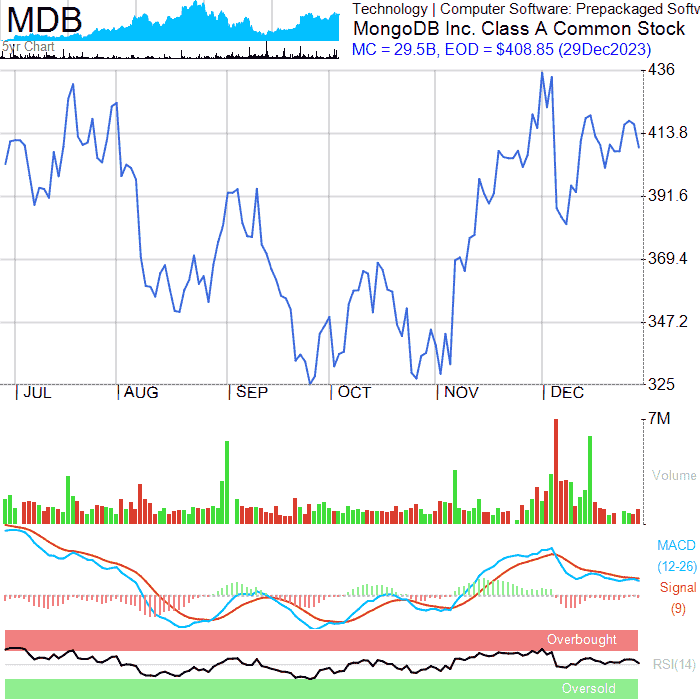 MDB
5yr Chart
Technology | Computer Software: Prepackaged Softw
MongoDB Inc. Class A Common Stock
MC = 29.5B, EOD = $408.85 (29Dec2023)
436
413.8
391.6
369.4
347.2
325
| JUL | AUG | SEP | OCT | NOV | DEC
7M
Volume
MACD
(12-26)
Signal
(9)
Overbought
RSI(14)
Oversold